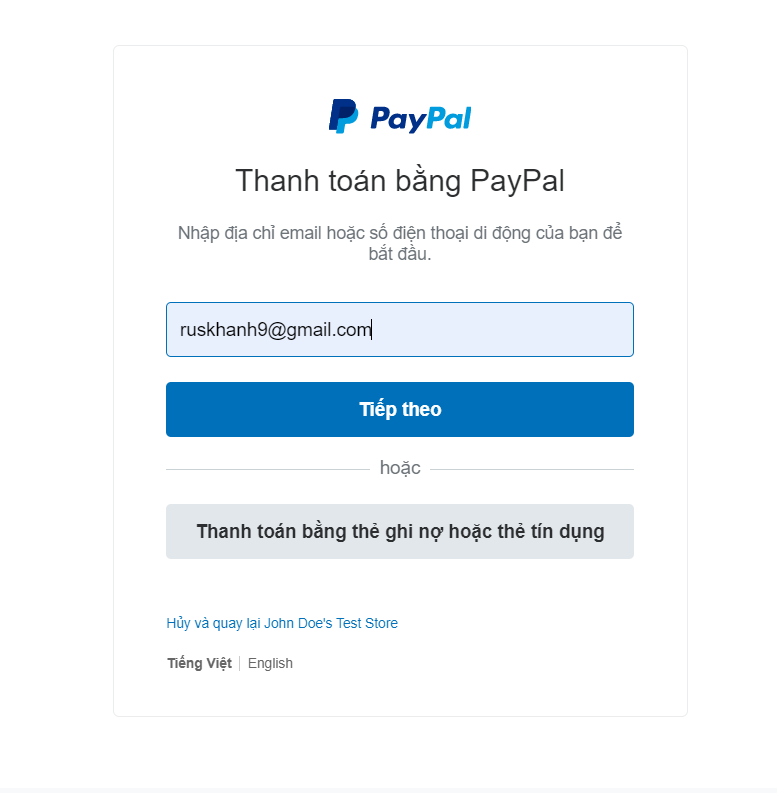 PayPal
Thanh toán bằng PayPal
Nhập địa chỉ email hoặc số điện thoại di động của bạn để
bắt đầu.
ruskhanh9@gmail.com
Tiếp theo
hoặc
Thanh toán bằng thẻ ghi nợ hoặc thẻ tín dụng
Hủy và quay lại John Doe's Test Store
Tiếng Việt | English